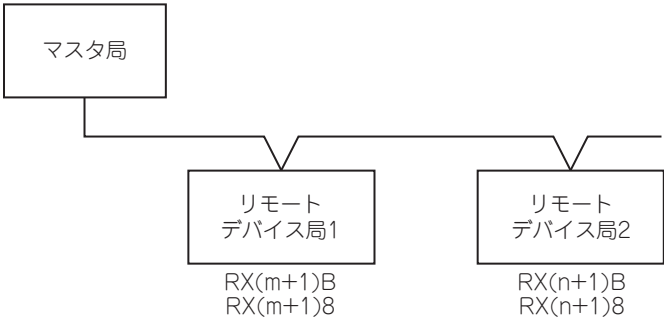 マスタ局
リモート
デバイス局1
リモート
デバイス局2
RX(m+1)B
RX(m+1)8
RX(n+1)B
RX(n+1)8